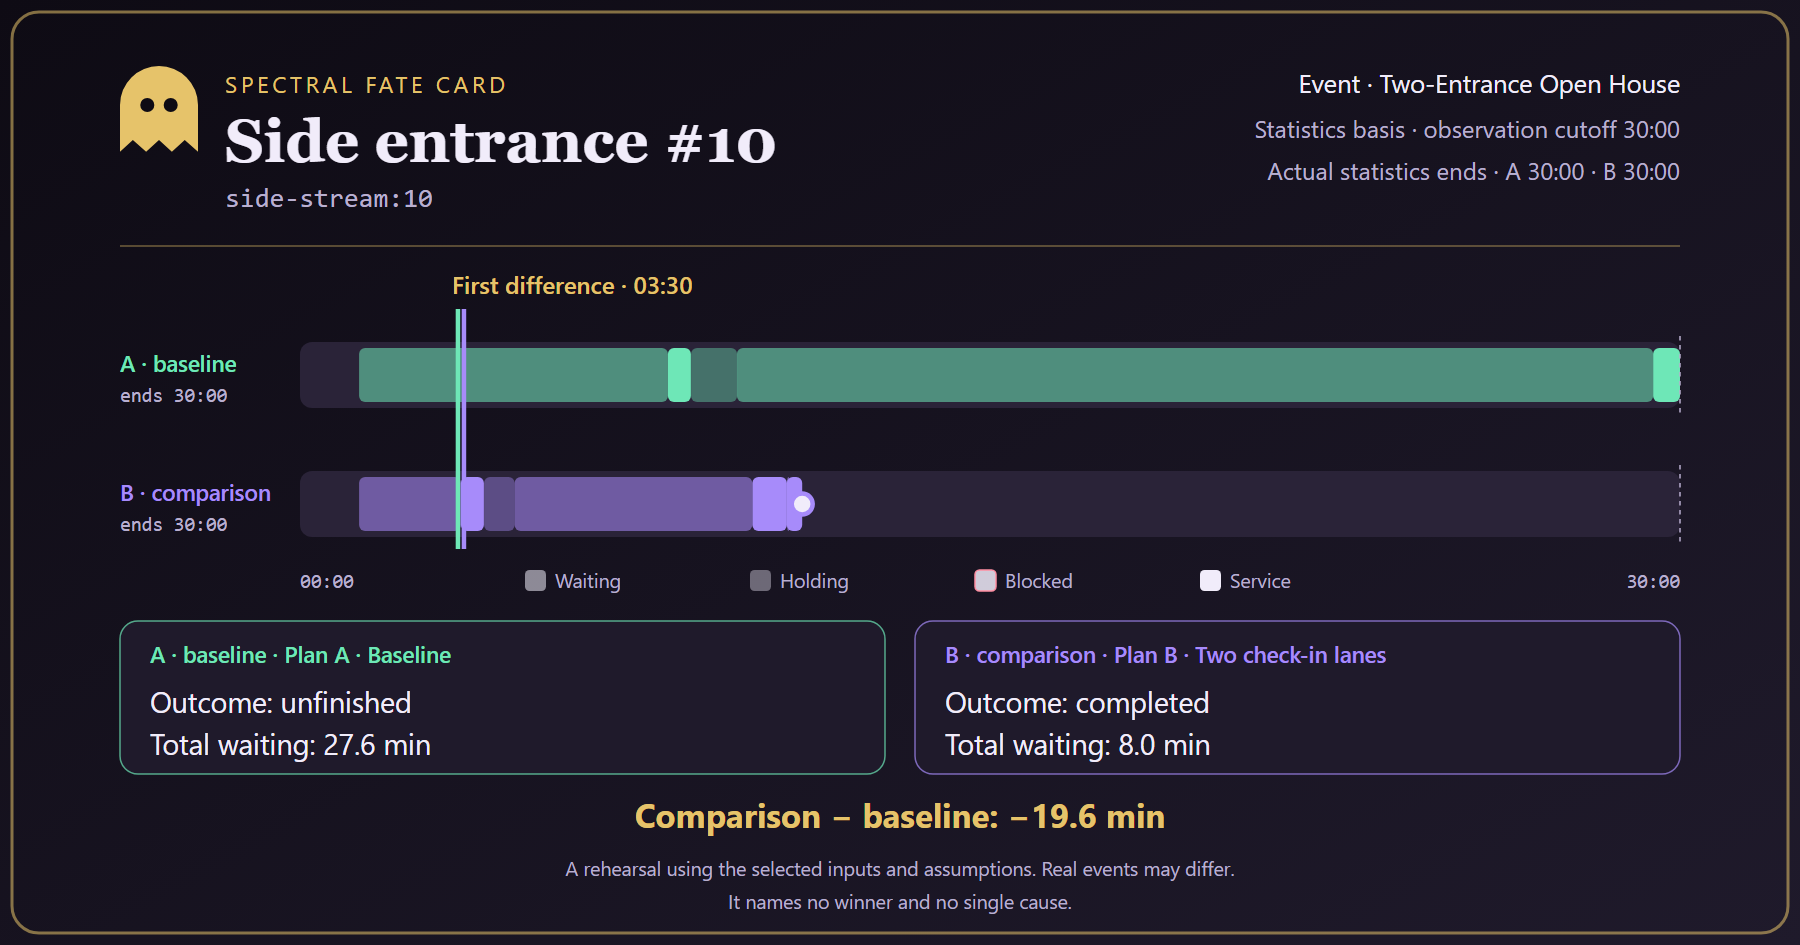 SPECTRAL FATE CARD
Side entrance #10
side-stream:10
Event · Two-Entrance Open House
Statistics basis · observation cutoff 30:00
Actual statistics ends · A 30:00 · B 30:00
First difference · 03:30
A · baseline
ends 30:00
B · comparison
ends 30:00
00:00
Waiting
Holding
Blocked
Service
30:00
A · baseline · Plan A · Baseline
Outcome: unfinished
Total waiting: 27.6 min
B · comparison · Plan B · Two check-in lanes
Outcome: completed
Total waiting: 8.0 min
Comparison − baseline: −19.6 min
A rehearsal using the selected inputs and assumptions. Real events may differ.
It names no winner and no single cause.